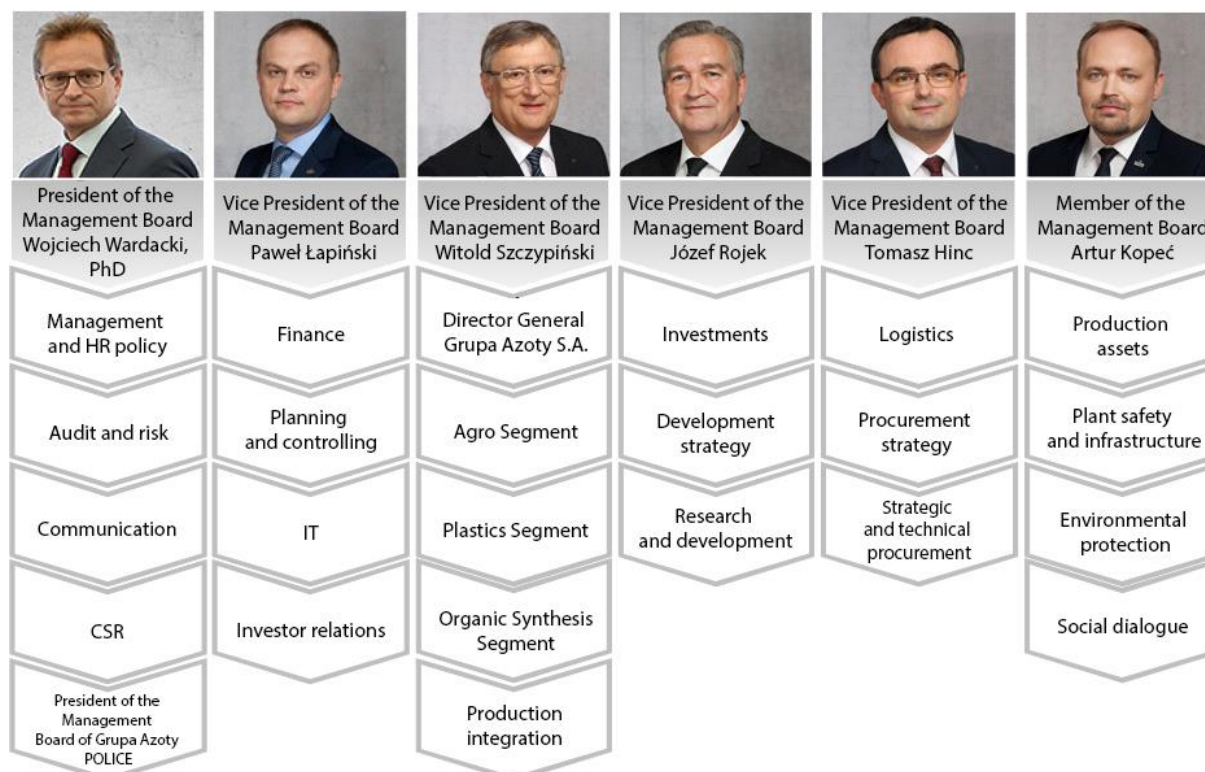 President of the
Management Board
Wojciech Wardacki,
PhD
Management
and HR policy
Audit and risk
Communication
CSR
President of the
Management
Board of Grupa Azoty
POLICE
Vice President of the
Management Board
Paweł Łapiński
Finance
Planning
and controlling
IT
Investor relations
Vice President of the
Management Board
Witold Szczypiński
Director General
Grupa Azoty S.A.
Agro Segment
Plastics Segment
Organic Synthesis
Segment
Production
integration
Vice President of the
Management Board
Józef Rojek
Investments
Development
strategy
Research
and development
Vice President of the
Management Board
Tomasz Hinc
Logistics
Procurement
strategy
Strategic
and technical
procurement
Member of the
Management Board
Artur Kopeć
Production
assets
Plant safety
and infrastructure
Environmental
protection
Social dialogue